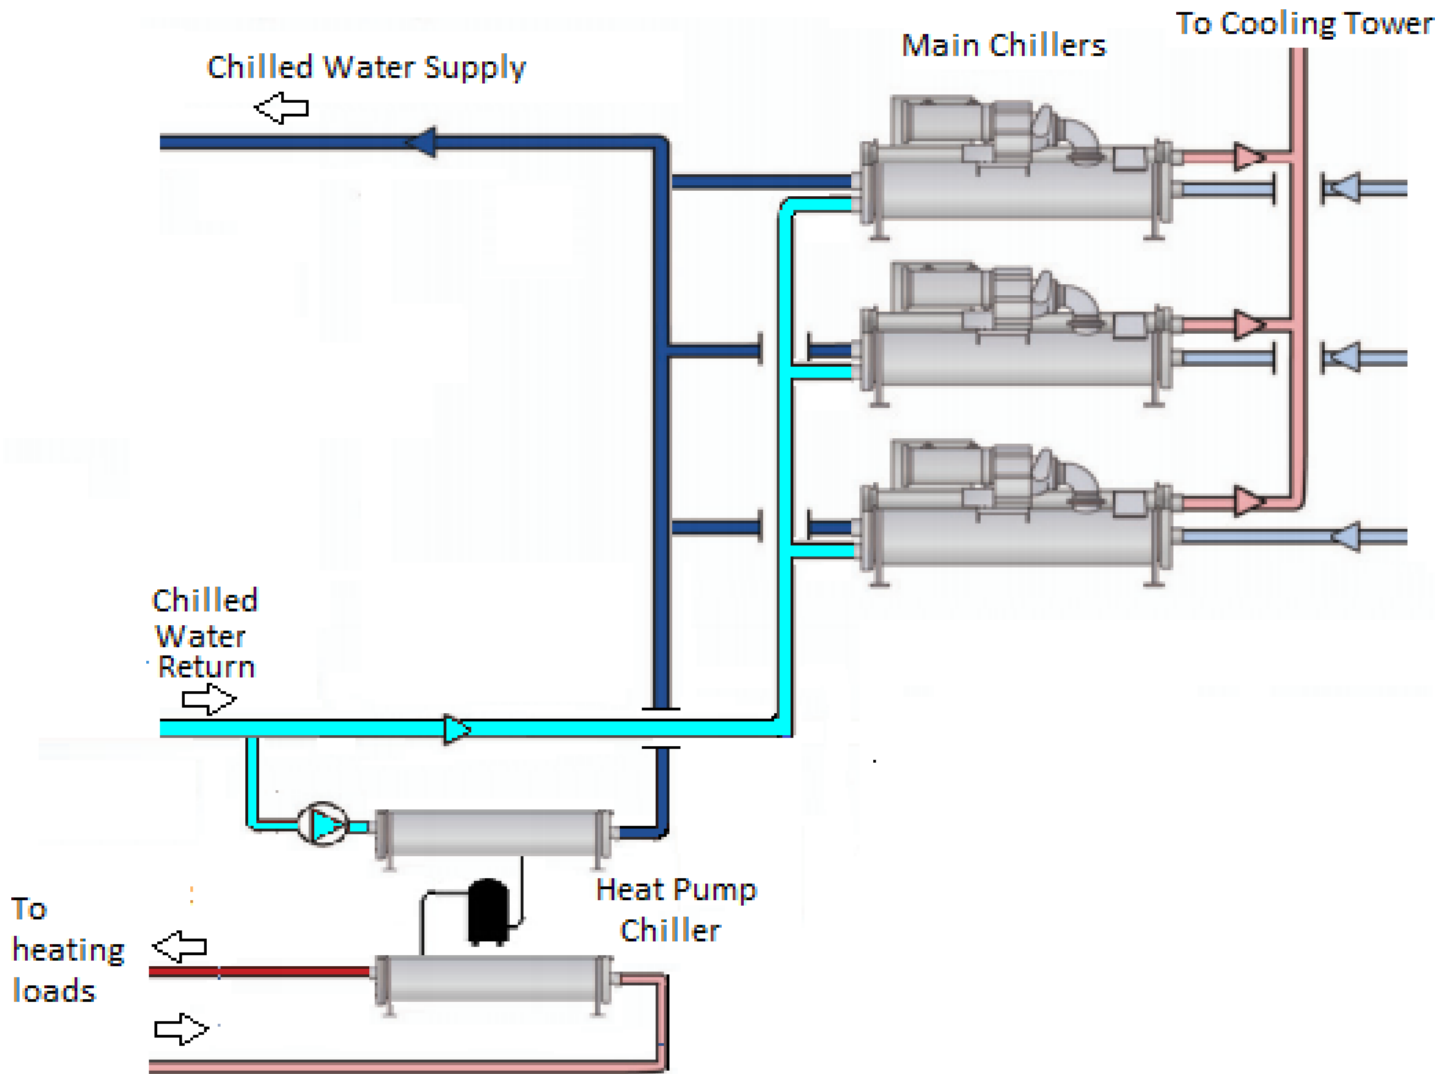 To Cooling Tower
Main Chillers
Chilled Water Supply
Chilled
Water
Return
Heat Pump
Chiller
To
heating
loads